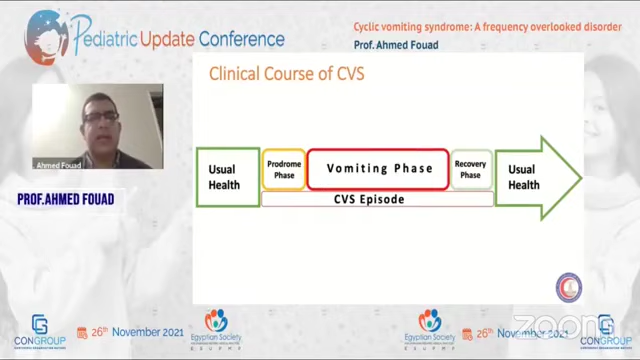 Pediatric Update Conference
Cyclic vomiting syndrome: A frequency overlooked disorder
Prof. Ahmed Fouad
Clinical Course of CVS
Ahmed Fouad
PROF.AHMED FOUAD
Usual
Health
Prodrome
Phase
Vomiting Phase
Recovery
Phase
Usual
Health
CVS Episode
CONGROUP
26th November 2021
Egyptian Society
Egyptian Society
26th November 2021
CONGROUP
zoom